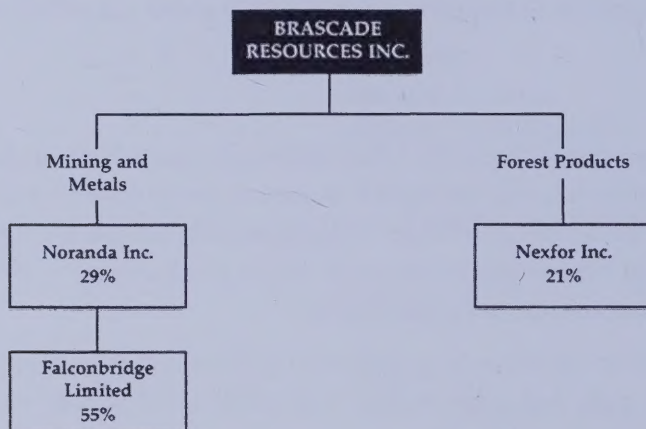 BRASCADE
RESOURCES INC.
Mining and
Metals
Forest Products
Noranda Inc.
29%
Nexfor Inc.
21%
Falconbridge
Limited
55%